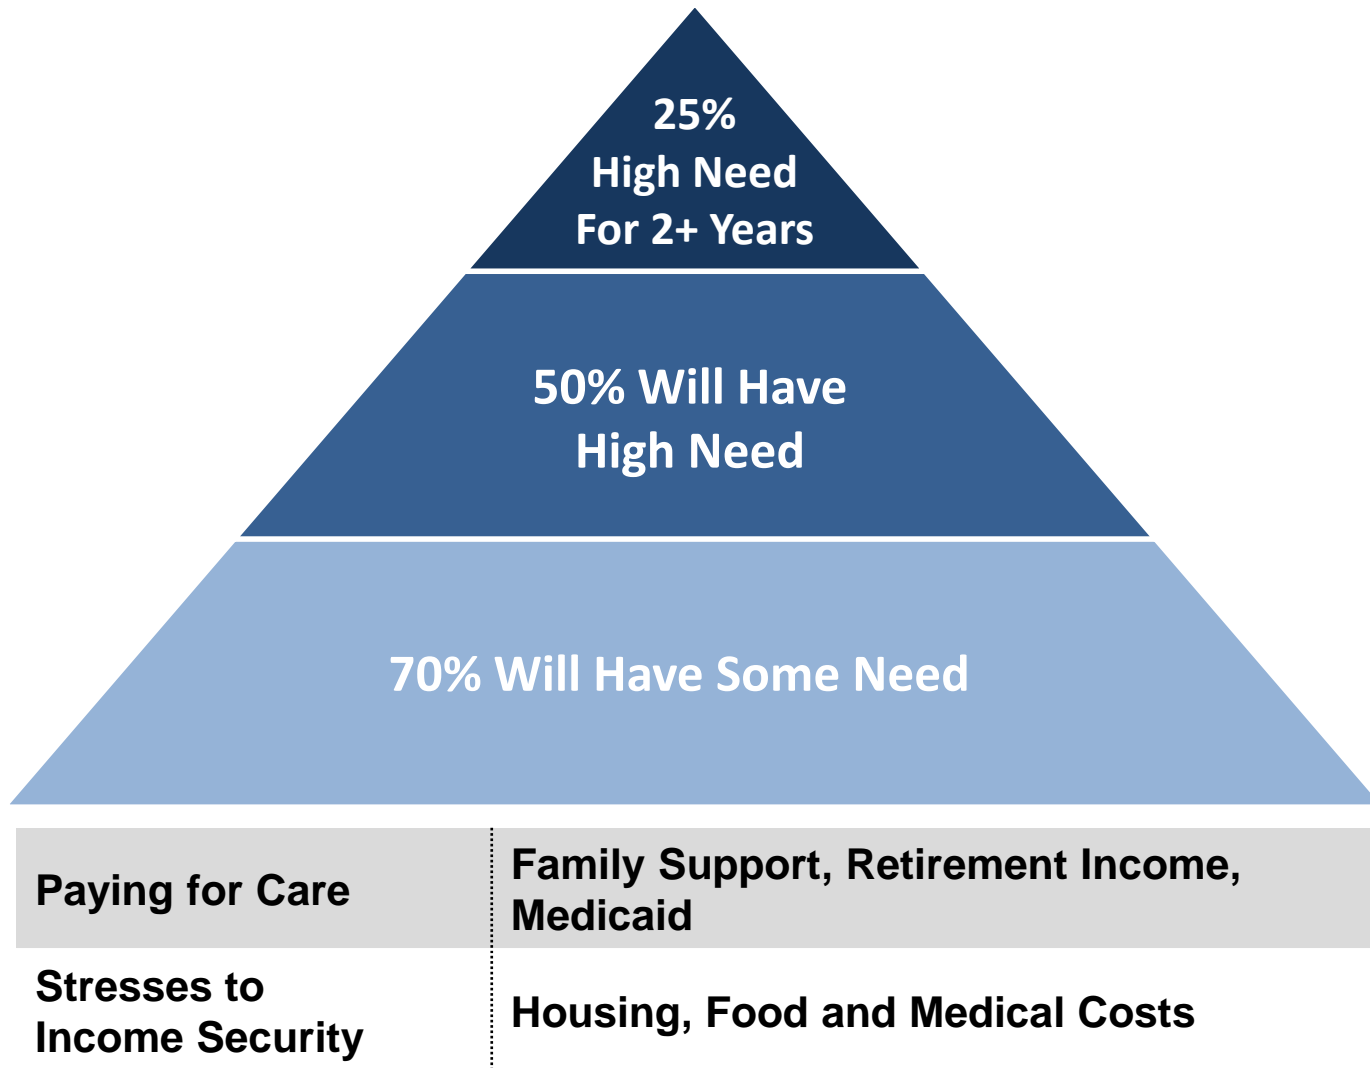 25%
High Need
For 2+ Years
50% Will Have
High Need
70% Will Have Some Need
Paying for Care
Family Support, Retirement Income,
Medicaid
Stresses to
Income Security
Housing, Food and Medical Costs